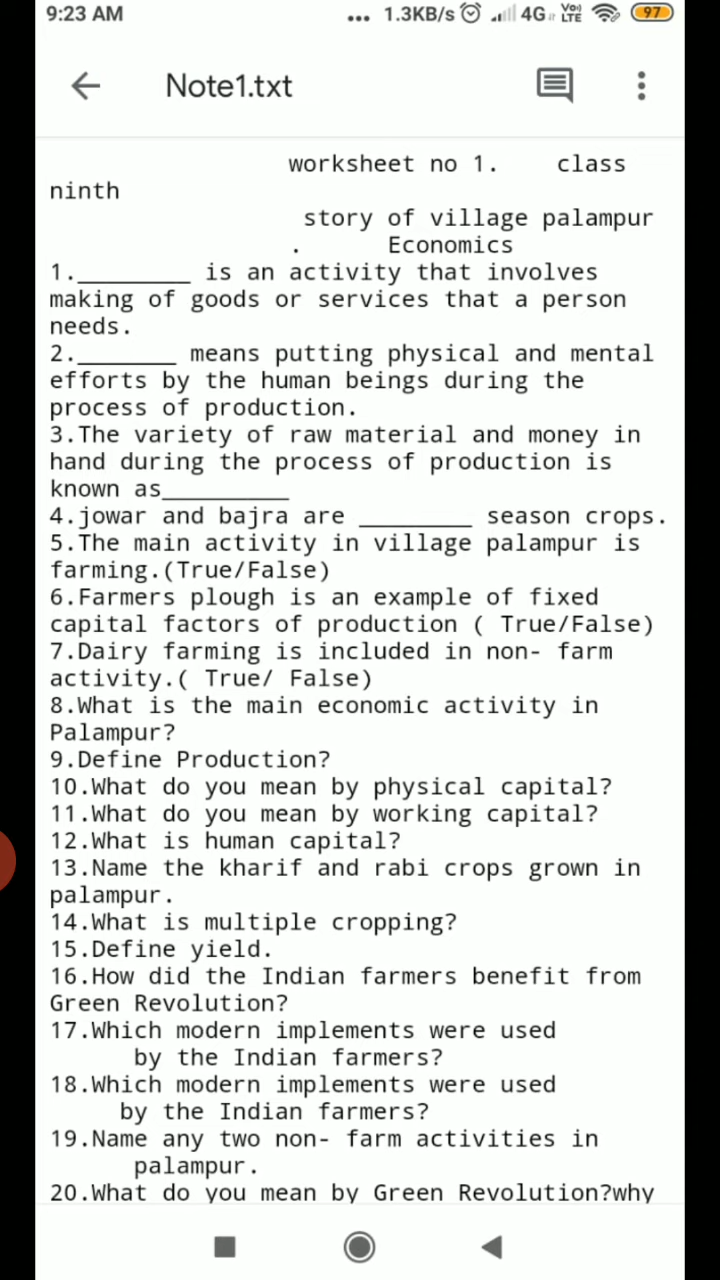 9:23 AM ... 1.3KB/s 4G Vo) LTE 97
Note1.txt
worksheet no 1. class
ninth
story of village palampur
. Economics
1.________ is an activity that involves
making of goods or services that a person
needs.
2._______ means putting physical and mental
efforts by the human beings during the
process of production.
3.The variety of raw material and money in
hand during the process of production is
known as_________
4.jowar and bajra are ________ season crops.
5.The main activity in village palampur is
farming.(True/False)
6.Farmers plough is an example of fixed
capital factors of production ( True/False)
7.Dairy farming is included in non- farm
activity.( True/ False)
8.What is the main economic activity in
Palampur?
9.Define Production?
10.What do you mean by physical capital?
11.What do you mean by working capital?
12.What is human capital?
13.Name the kharif and rabi crops grown in
palampur.
14.What is multiple cropping?
15.Define yield.
16.How did the Indian farmers benefit from
Green Revolution?
17.Which modern implements were used
by the Indian farmers?
18.Which modern implements were used
by the Indian farmers?
19.Name any two non- farm activities in
palampur.
20.What do you mean by Green Revolution?why